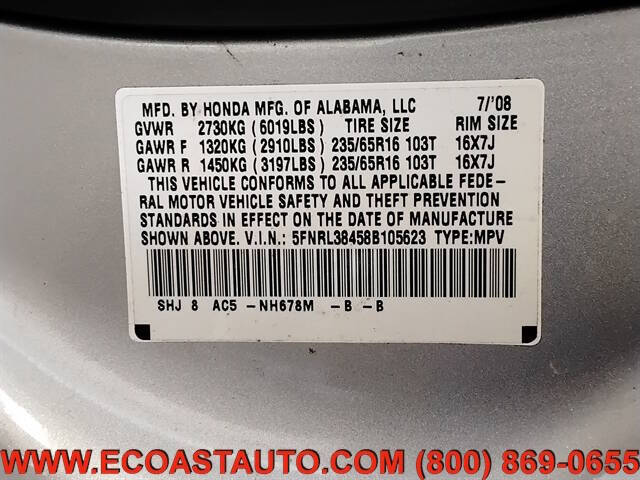 MFD. BY HONDA MFG. OF ALABAMA, LLC 7/'08
GVWR 2730KG (6019LBS) TIRE SIZE RIM SIZE
GAWR F 1320KG (2910LBS) 235/65R16 103T 16X7J
GAWR R 1450KG (3197LBS) 235/65R16 103T 16X7J
THIS VEHICLE CONFORMS TO ALL APPLICABLE FEDE-
RAL MOTOR VEHICLE SAFETY AND THEFT PREVENTION
STANDARDS IN EFFECT ON THE DATE OF MANUFACTURE
SHOWN ABOVE. V.I.N.: 5FNRL38458B105623 TYPE:MPV
SHJ 8 AC5 -NH678M -B -B
WWW.ECOASTAUTO.COM (800) 869-0655